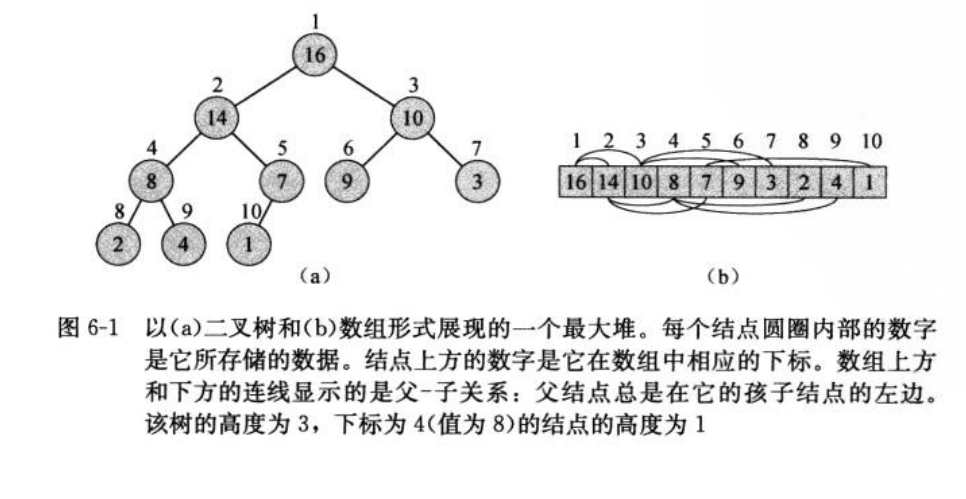 1
16
2
3
14
10
4
5
6
7
8
7
9
3
8
9
10
2
4
1
(a)
1 2 3 4 5 6 7 8 9 10
16 14 10 8 7 9 3 2 4 1
(b)
图 6-1 以(a)二叉树和(b)数组形式展现的一个最大堆。每个结点圆圈内部的数字
是它所存储的数据。结点上方的数字是它在数组中相应的下标。数组上方
和下方的连线显示的是父-子关系：父结点总是在它的孩子结点的左边。
该树的高度为 3，下标为 4(值为 8)的结点的高度为 1